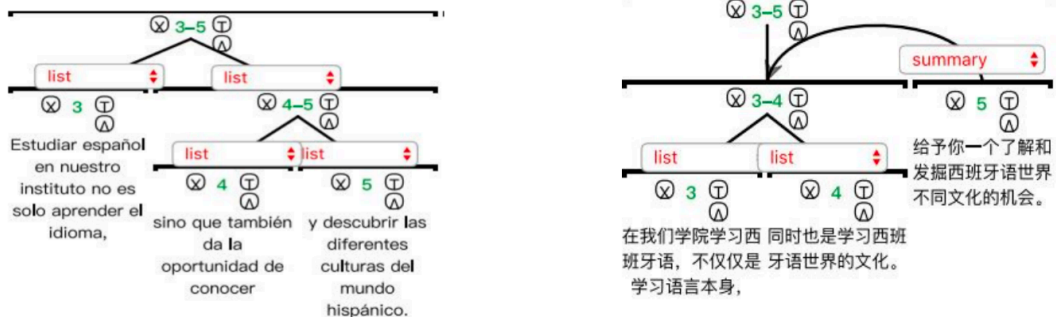 3–5
list
list
3
4–5
Estudiar español
en nuestro
instituto no es
solo aprender el
idioma,
list
list
4
5
sino que también
da la
oportunidad de
conocer
y descubrir las
diferentes
culturas del
mundo
hispánico.
3–5
summary
3–4
5
给予你一个了解和
发掘西班牙语世界
不同文化的机会。
list
list
3
4
在我们学院学习西
班牙语，不仅仅是
学习语言本身，
同时也是学习西班
牙语世界的文化。